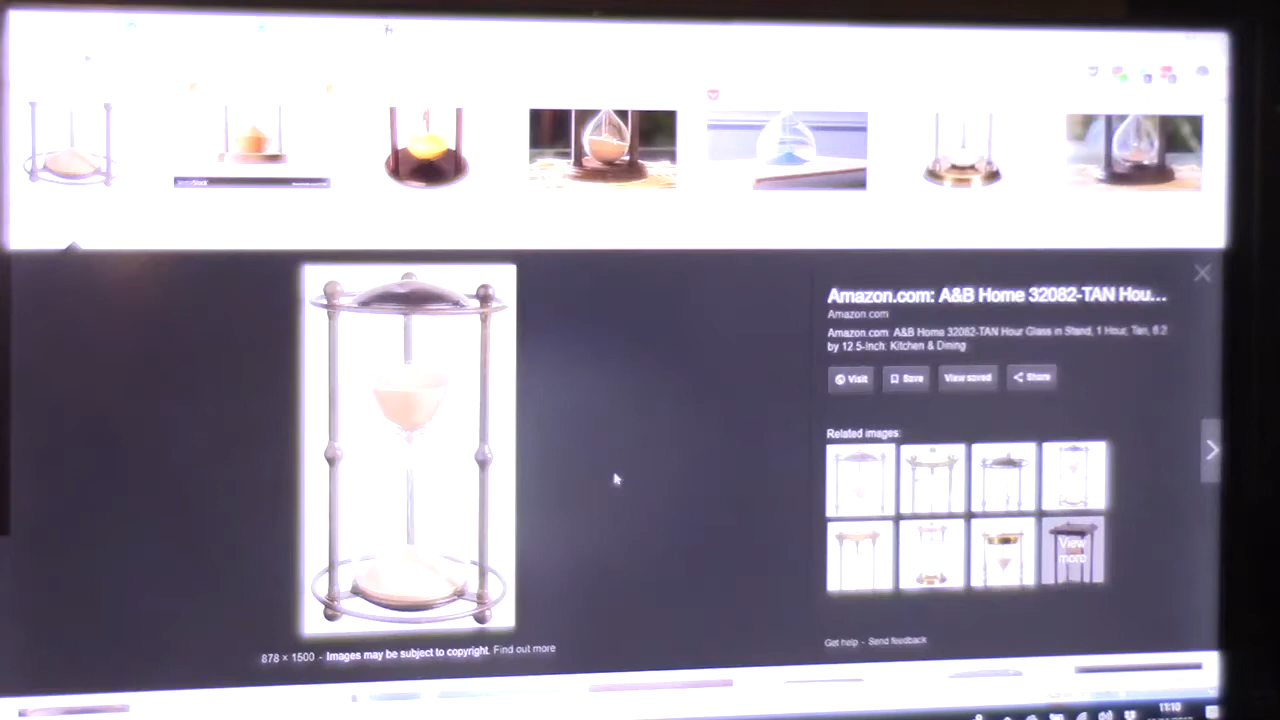 Amazon.com: A&B Home 32082-TAN Hou...
Amazon.com
Amazon.com: A&B Home 32082-TAN Hour Glass in Stand, 1 Hour, Tan, 8.2
by 12.5-Inch: Kitchen & Dining
Visit Save View saved Share
Related images:
View
more
Get help - Send feedback
878 × 1500 - Images may be subject to copyright. Find out more
11:10